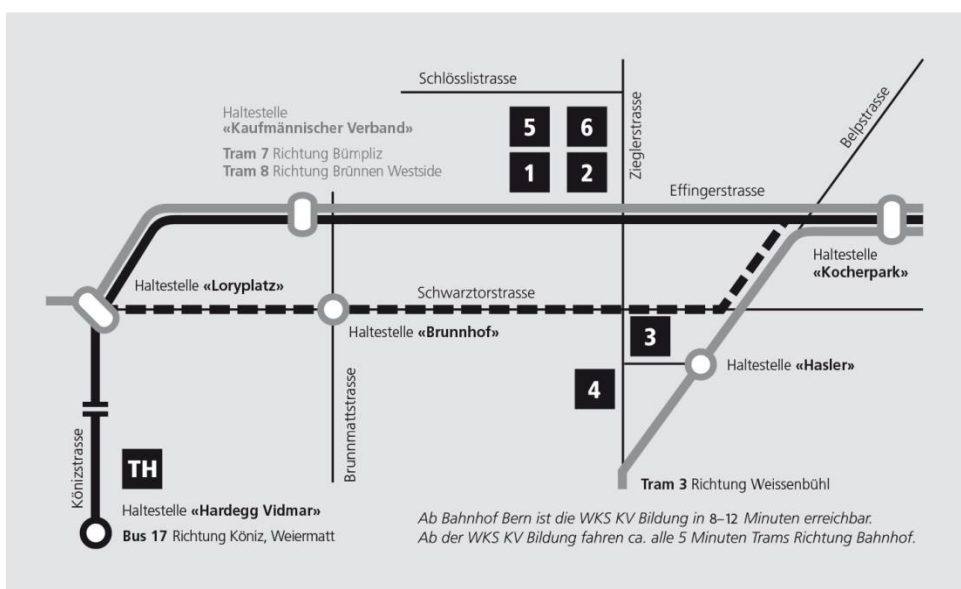 Schlösslistrasse
Haltestelle
«Kaufmännischer Verband»
Tram 7 Richtung Bümpliz
Tram 8 Richtung Brünnen Westside
5
6
1
2
Zieglerstrasse
Belpstrasse
Effingerstrasse
Haltestelle
«Kocherpark»
Haltestelle «Loryplatz»
Schwarztorstrasse
Haltestelle «Brunnhof»
3
Haltestelle «Hasler»
4
Brunnmattstrasse
Könizstrasse
TH
Haltestelle «Hardegg Vidmar»
Bus 17 Richtung Köniz, Weiermatt
Tram 3 Richtung Weissenbühl
Ab Bahnhof Bern ist die WKS KV Bildung in 8–12 Minuten erreichbar.
Ab der WKS KV Bildung fahren ca. alle 5 Minuten Trams Richtung Bahnhof.